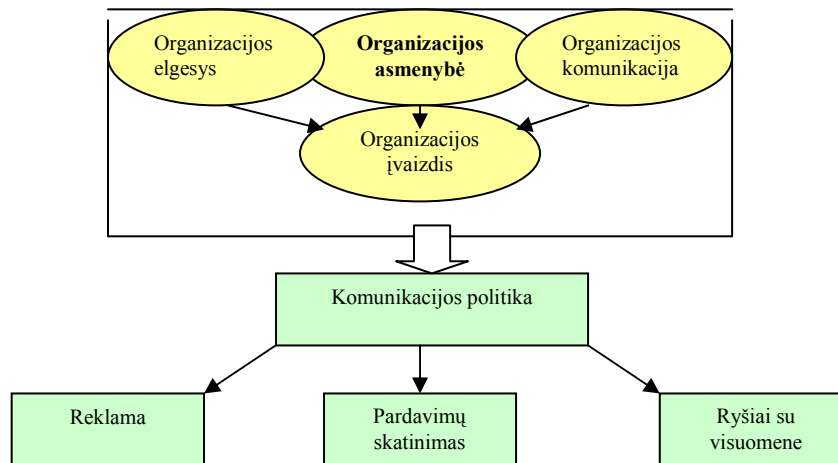 Organizacijos
elgesys
Organizacijos
asmenybė
Organizacijos
komunikacija
Organizacijos
įvaizdis
Komunikacijos politika
Reklama
Pardavimų
skatinimas
Ryšiai su
visuomene